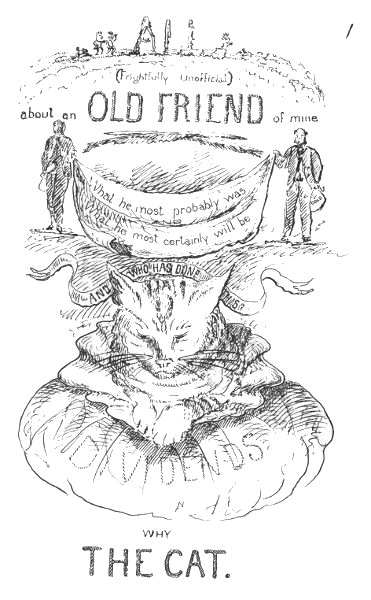 1
ALL
(Frightfully Unofficial)
about an OLD FRIEND of mine
What he most probably was
What he most certainly will be
AND WHO HAS DONE THIS?
DIVIDENDS
WHY
THE CAT.